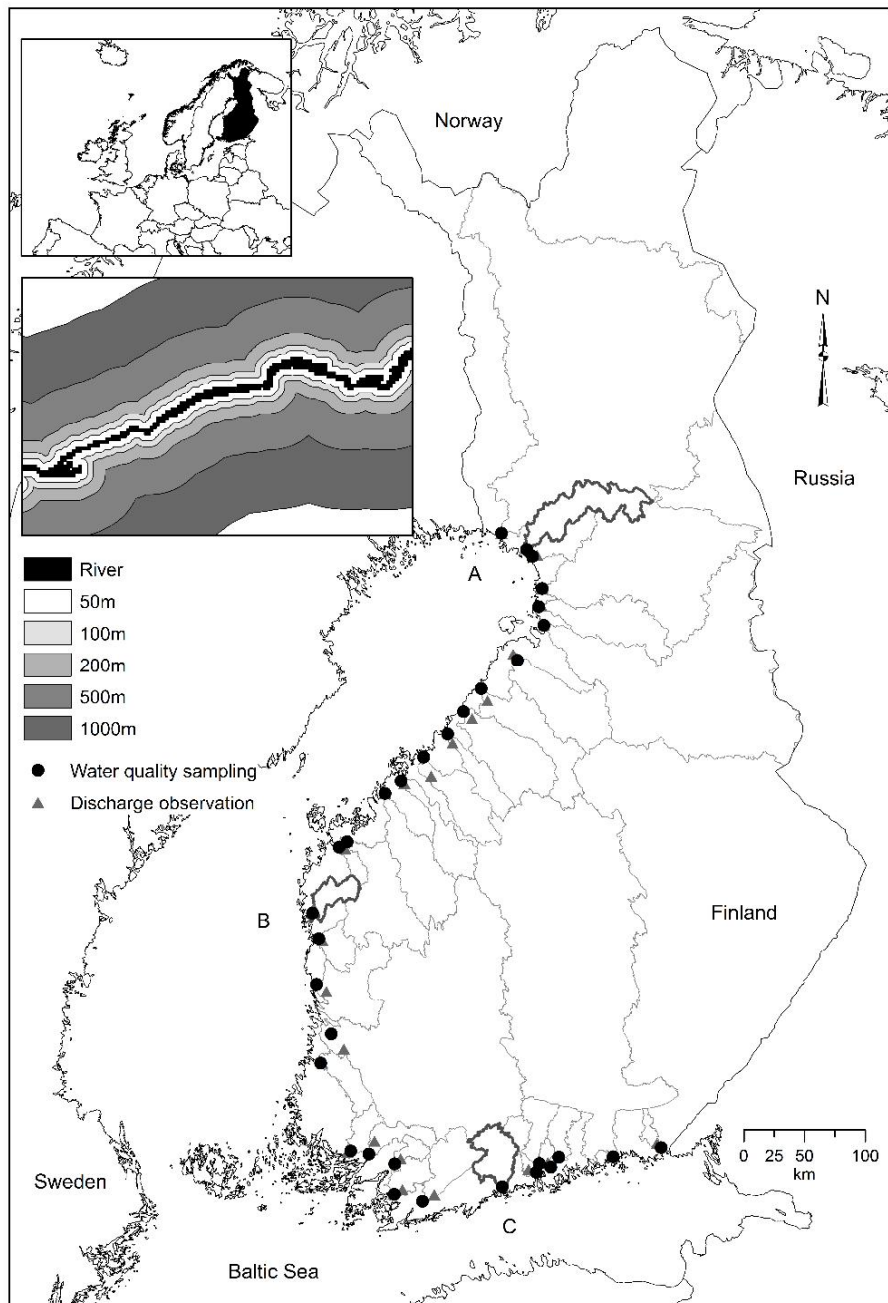 Norway
N
Russia
A
River
50m
100m
200m
500m
1000m
Water quality sampling
Discharge observation
B
Finland
0 25 50 100
km
Sweden
C
Baltic Sea